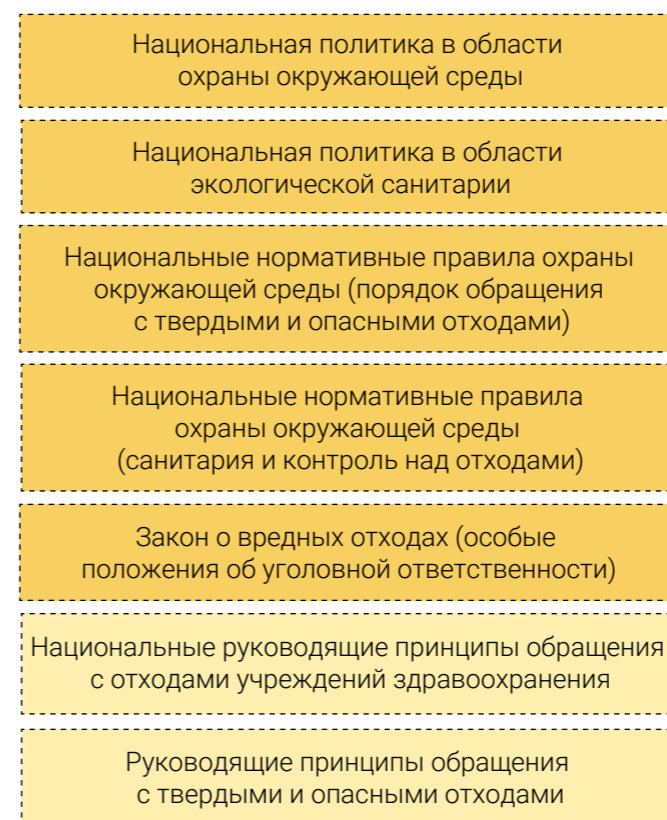 Национальная политика в области
охраны окружающей среды
Национальная политика в области
экологической санитарии
Национальные нормативные правила охраны
окружающей среды (порядок обращения
с твердыми и опасными отходами)
Национальные нормативные правила
охраны окружающей среды
(санитария и контроль над отходами)
Закон о вредных отходах (особые
положения об уголовной ответственности)
Национальные руководящие принципы обращения
с отходами учреждений здравоохранения
Руководящие принципы обращения
с твердыми и опасными отходами